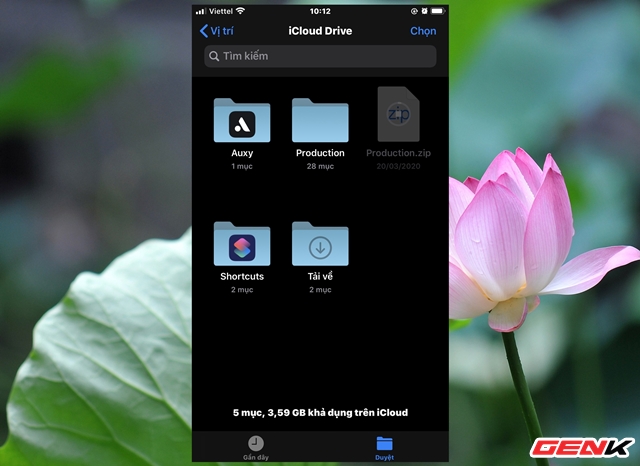 Viettel 10:12
Vị trí iCloud Drive Chọn
Tìm kiếm
zip
Auxy Production Production.zip
1 mục 28 mục 20/03/2020
Shortcuts Tải về
2 mục 2 mục
5 mục, 3,59 GB khả dụng trên iCloud
Gần đây Duyệt
GENK